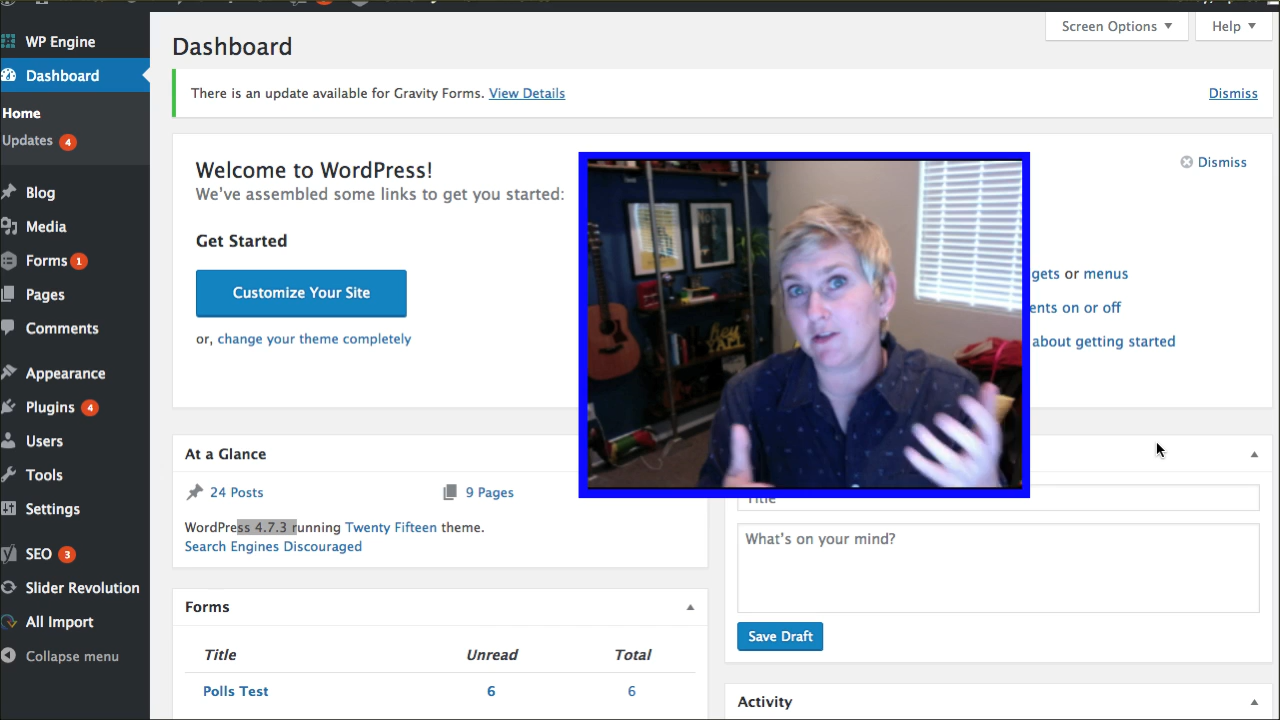 WP Engine
Dashboard
Home
Updates 4
Blog
Media
Forms 1
Pages
Comments
Appearance
Plugins 4
Users
Tools
Settings
SEO 3
Slider Revolution
All Import
Collapse menu
Screen Options
Help
Dashboard
There is an update available for Gravity Forms. View Details
Dismiss
Welcome to WordPress!
Dismiss
We've assembled some links to get you started:
Get Started
Customize Your Site
or, change your theme completely
gets or menus
ents on or off
about getting started
At a Glance
24 Posts
9 Pages
WordPress 4.7.3 running Twenty Fifteen theme.
Search Engines Discouraged
Forms
Title Unread Total
Polls Test 6 6
Title
What's on your mind?
Save Draft
Activity